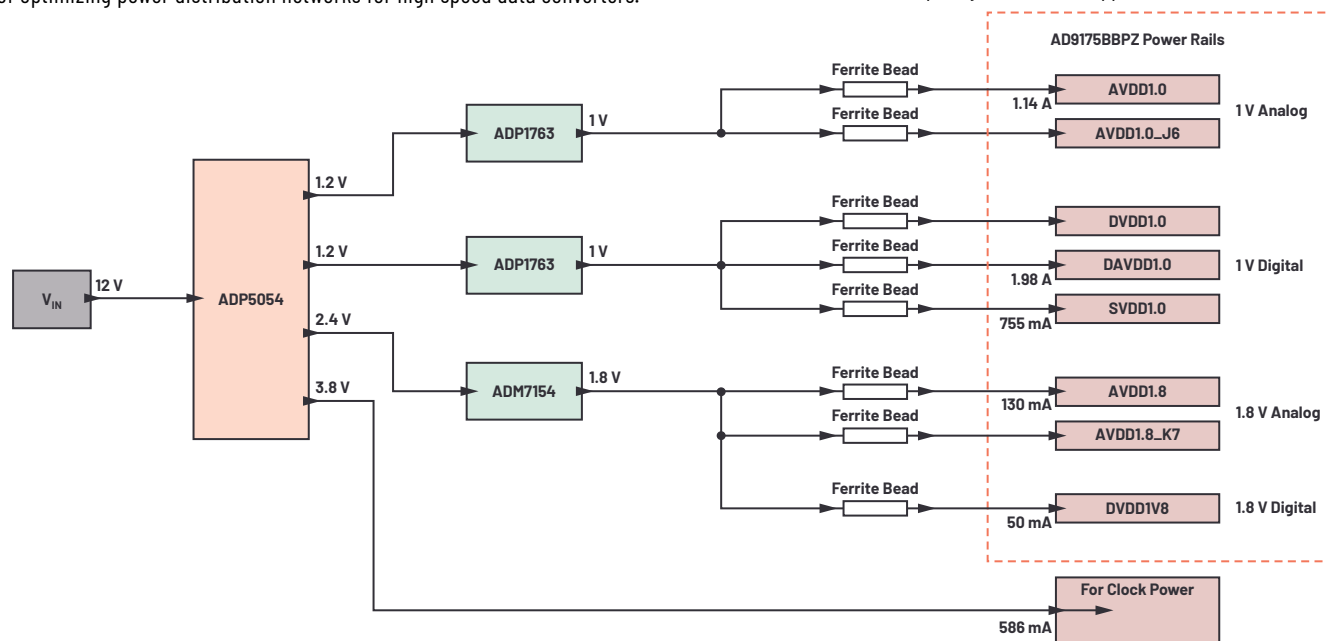 for optimizing power distribution networks for high speed data converters.
AD9175BBPZ Power Rails
Ferrite Bead
AVDD1.0
1.14 A
1 V Analog
ADP1763
1 V
Ferrite Bead
AVDD1.0_J6
1.2 V
Ferrite Bead
DVDD1.0
1.2 V
ADP1763
1 V
Ferrite Bead
DAVDD1.0
1.98 A
1 V Digital
VIN
12 V
ADP5054
Ferrite Bead
SVDD1.0
755 mA
2.4 V
ADM7154
1.8 V
Ferrite Bead
AVDD1.8
130 mA
1.8 V Analog
3.8 V
Ferrite Bead
AVDD1.8_K7
Ferrite Bead
DVDD1V8
50 mA
1.8 V Digital
For Clock Power
586 mA